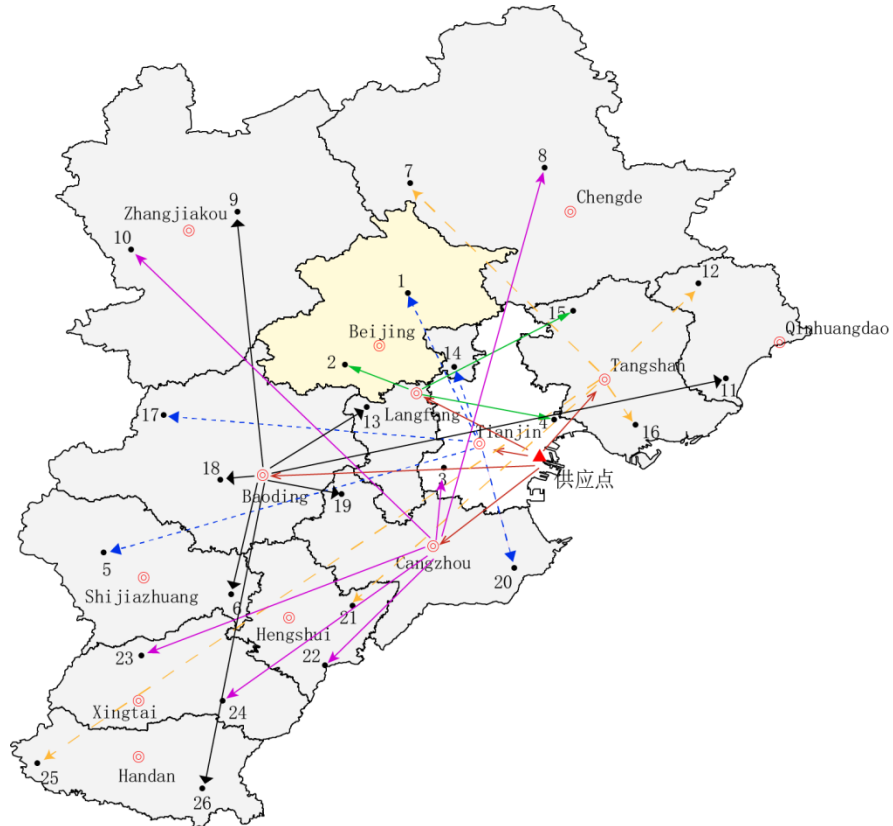 8
7
Chengde
9
Zhangjiakou
10
12
1
15
Qinhuangdao
Beijing
14
2
Tangshan
11
Langfang
13
17
4
16
Tianjin
3
18
供应点
Baoding
19
Cangzhou
5
20
Shijiazhuang
6
21
Hengshui
23
22
Xingtai
24
25
Handan
26